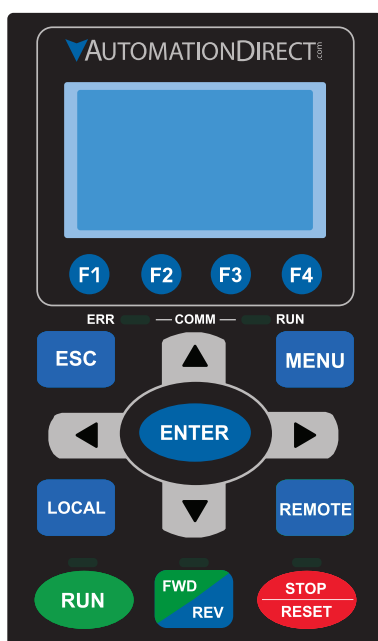 AUTOMATIONDIRECT.com
F1 F2 F3 F4
ERR — COMM — RUN
ESC MENU
ENTER
LOCAL REMOTE
RUN FWD REV STOP RESET